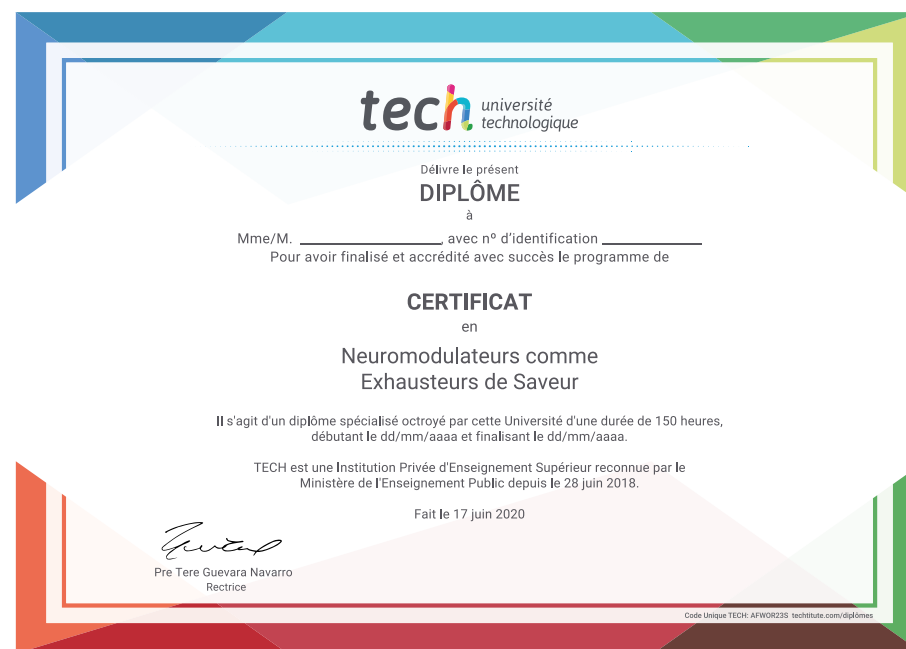 tech université
technologique
Délivre le présent
DIPLÔME
à
Mme/M. ____________________, avec nº d'identification ______________
Pour avoir finalisé et accrédité avec succès le programme de
CERTIFICAT
en
Neuromodulateurs comme
Exhausteurs de Saveur
Il s'agit d'un diplôme spécialisé octroyé par cette Université d'une durée de 150 heures,
débutant le dd/mm/aaaa et finalisant le dd/mm/aaaa.
TECH est une Institution Privée d'Enseignement Supérieur reconnue par le
Ministère de l'Enseignement Public depuis le 28 juin 2018.
Fait le 17 juin 2020
Pre Tere Guevara Navarro
Rectrice
Code Unique TECH: AFWOR23S techtitute.com/diplômes